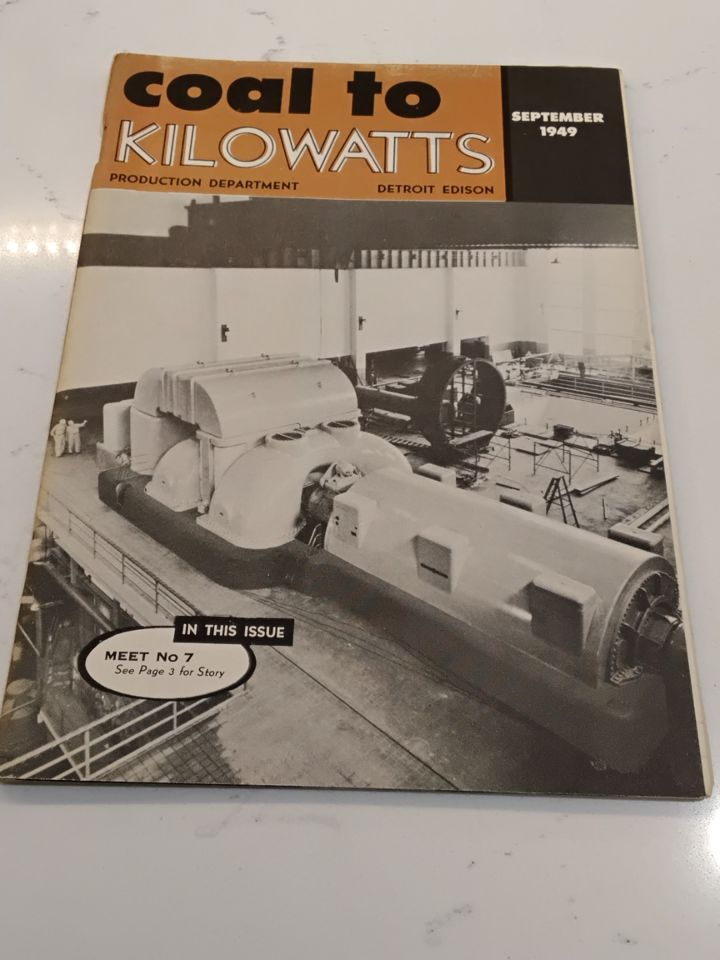 coal to
KILOWATTS
PRODUCTION DEPARTMENT DETROIT EDISON
SEPTEMBER
1949
IN THIS ISSUE
MEET No 7
See Page 3 for Story